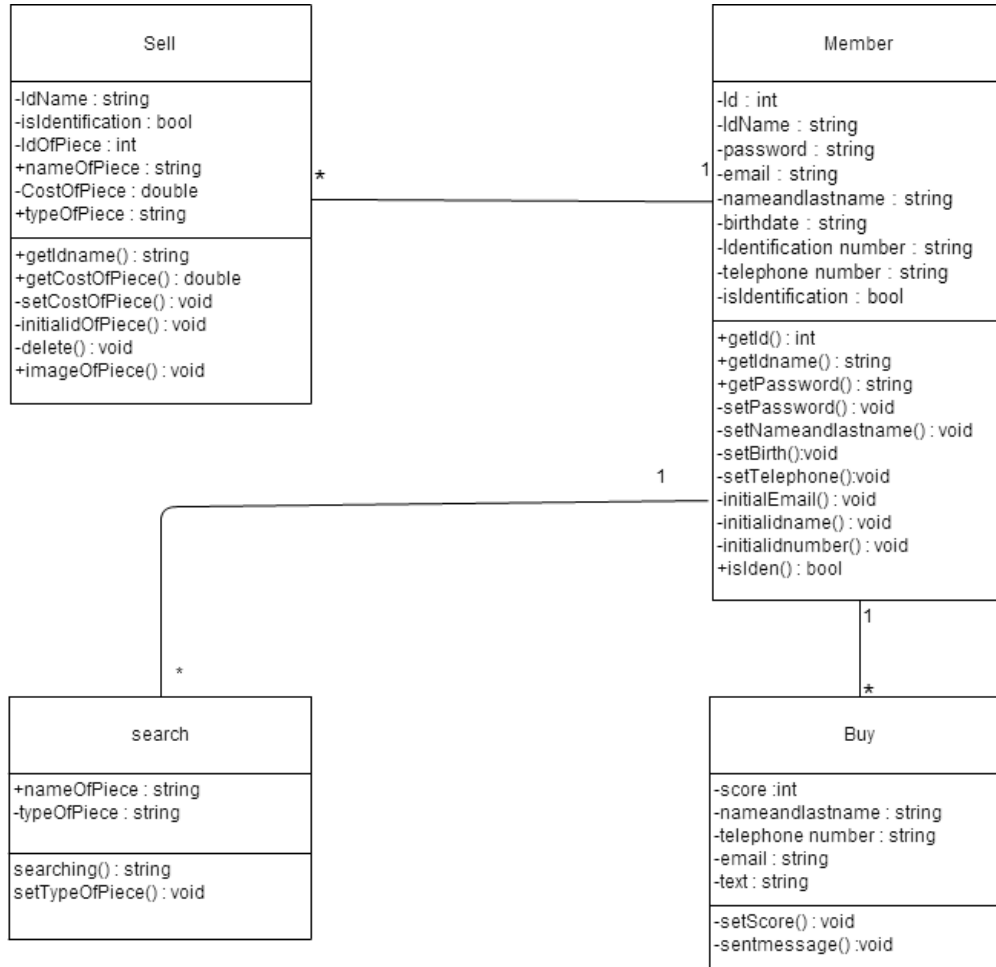 Sell
-IdName : string
-isIdentification : bool
-IdOfPiece : int
+nameOfPiece : string
-CostOfPiece : double
+typeOfPiece : string
+getIdname() : string
+getCostOfPiece() : double
-setCostOfPiece() : void
-initialidOfPiece() : void
-delete() : void
+imageOfPiece() : void
*
1
Member
-Id : int
-IdName : string
-password : string
-email : string
-nameandlastname : string
-birthdate : string
-Identification number : string
-telephone number : string
-isIdentification : bool
+getId() : int
+getIdname() : string
+getPassword() : string
-setPassword() : void
-setNameandlastname() : void
-setBirth():void
-setTelephone():void
-initialEmail() : void
-initialidname() : void
-initialidnumber() : void
+isIden() : bool
1
*
1
*
search
+nameOfPiece : string
-typeOfPiece : string
searching() : string
setTypeOfPiece() : void
Buy
-score :int
-nameandlastname : string
-telephone number : string
-email : string
-text : string
-setScore() : void
-sentmessage() :void